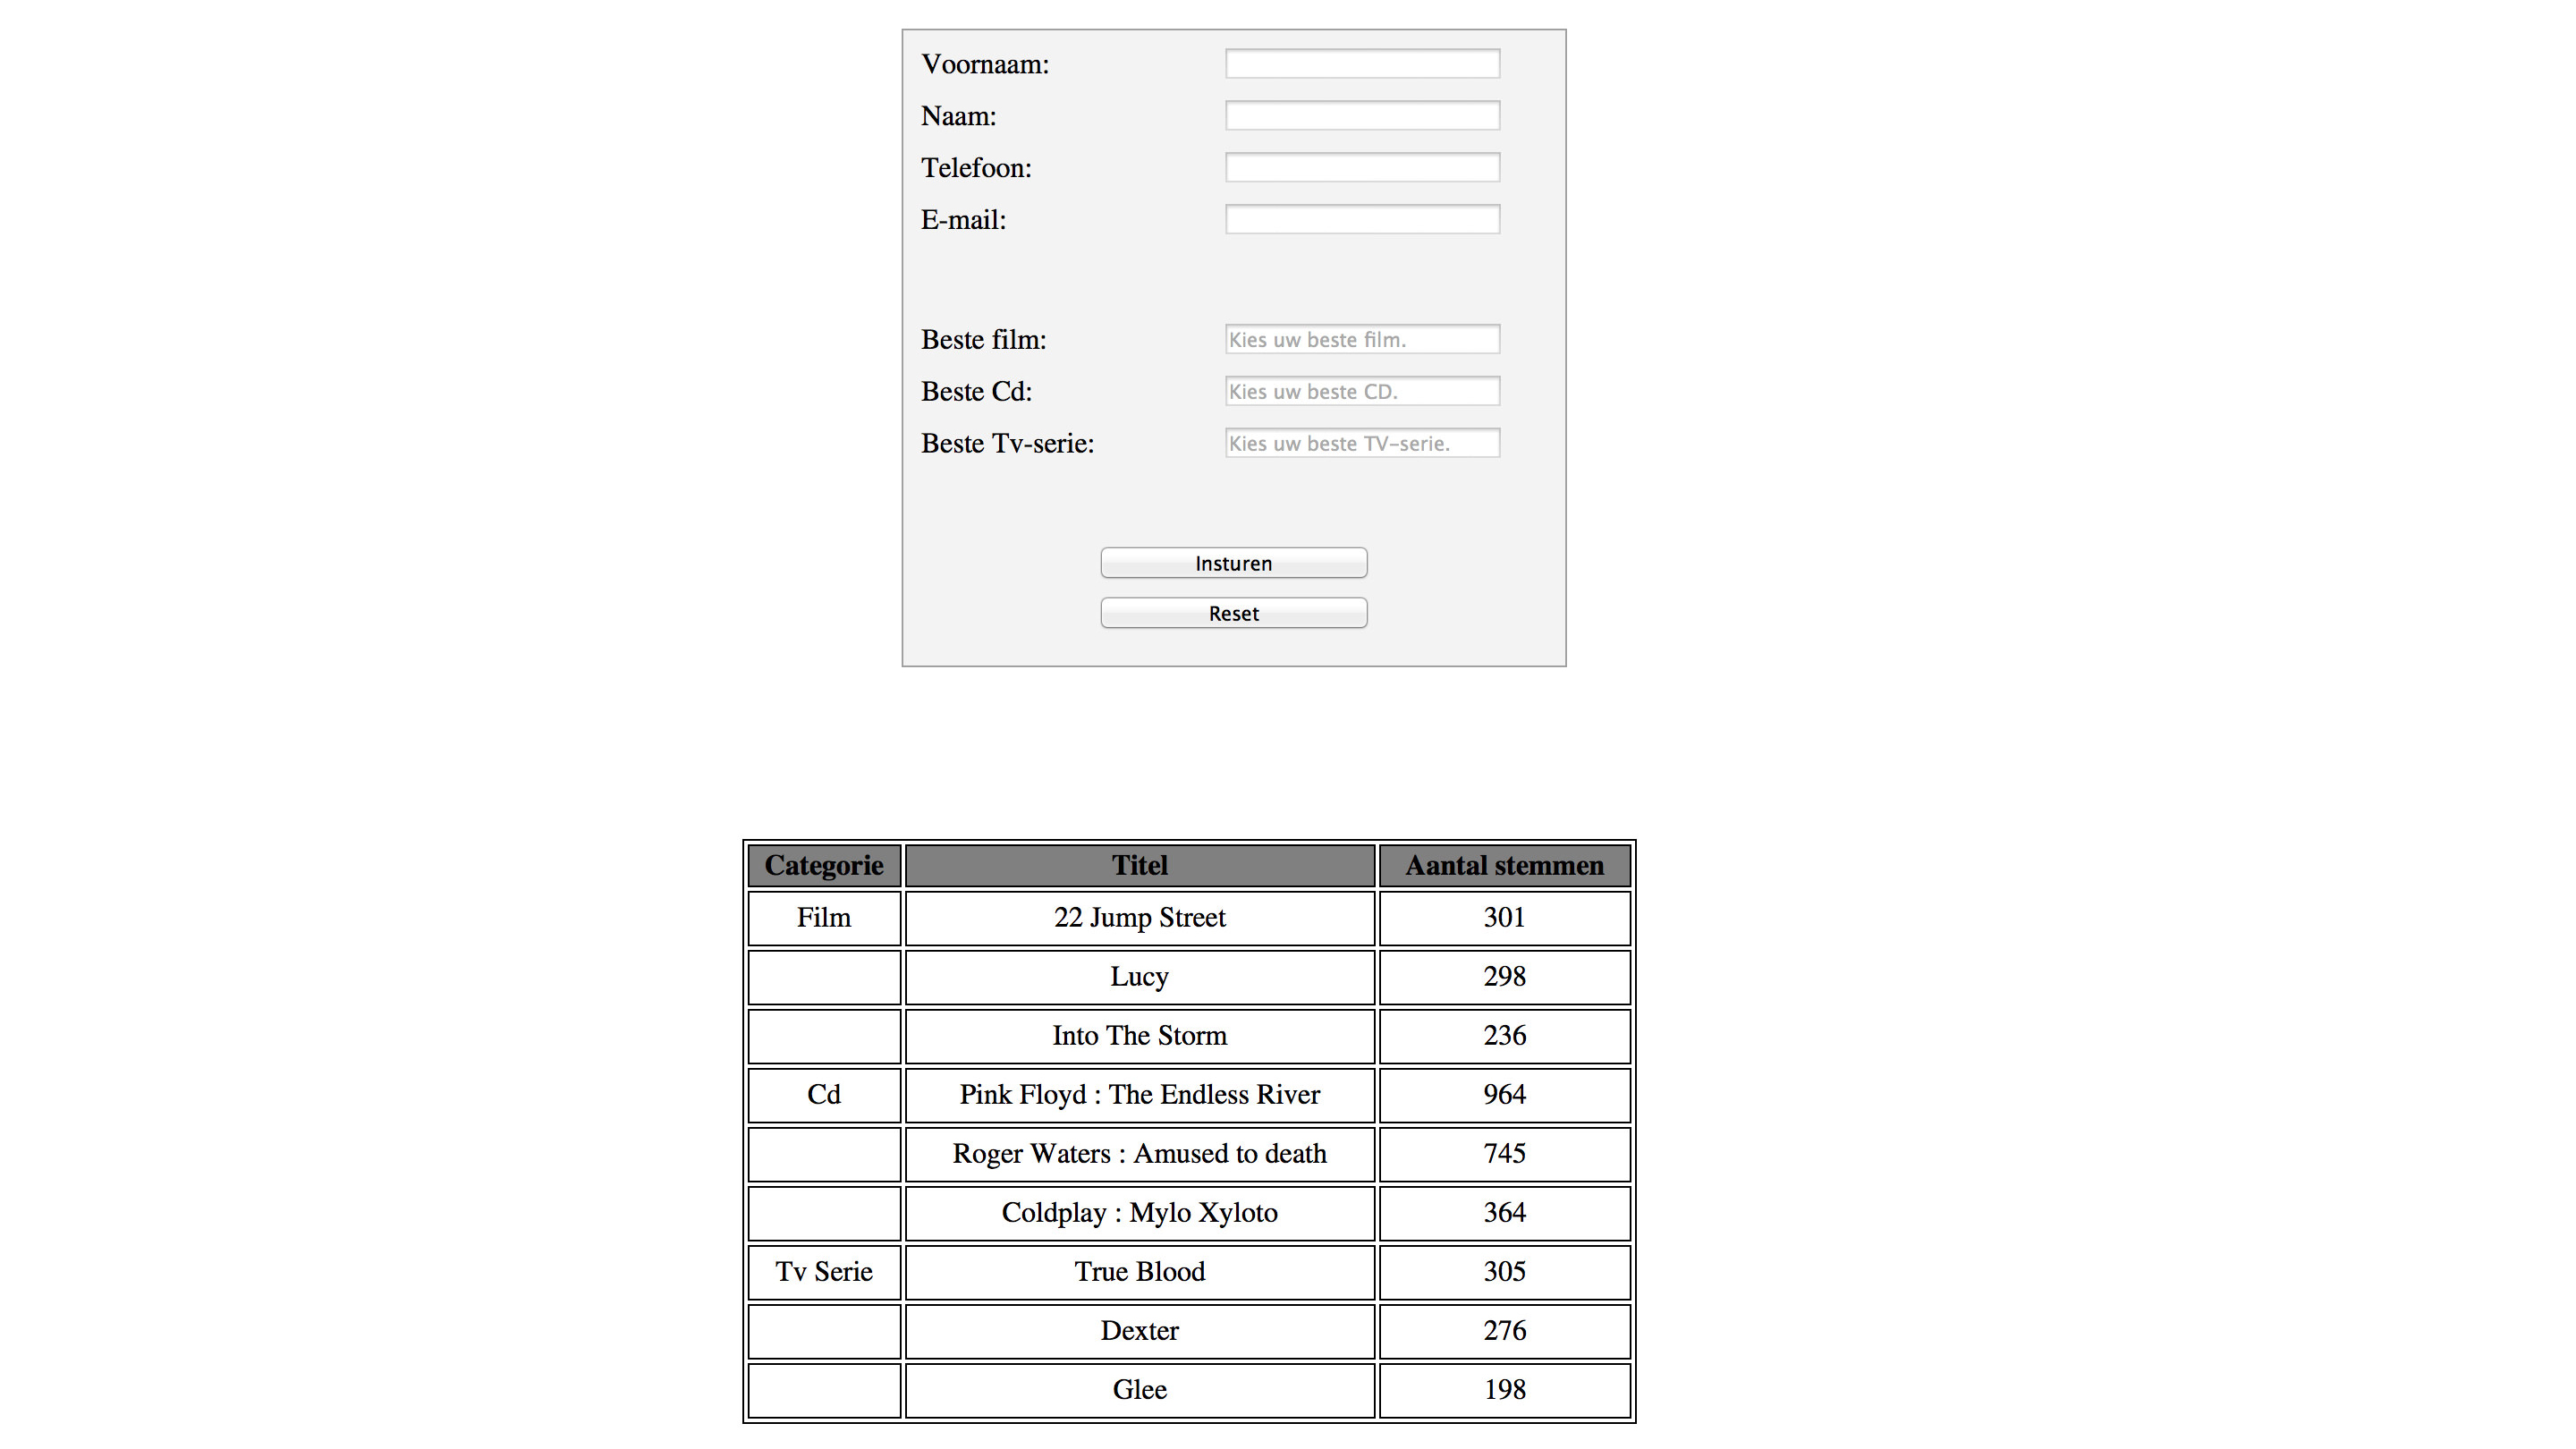 Voornaam:
Naam:
Telefoon:
E-mail:
Beste film: Kies uw beste film.
Beste Cd: Kies uw beste CD.
Beste Tv-serie: Kies uw beste TV-serie.
Insturen
Reset
Categorie Titel Aantal stemmen
Film 22 Jump Street 301
Lucy 298
Into The Storm 236
Cd Pink Floyd : The Endless River 964
Roger Waters : Amused to death 745
Coldplay : Mylo Xyloto 364
Tv Serie True Blood 305
Dexter 276
Glee 198